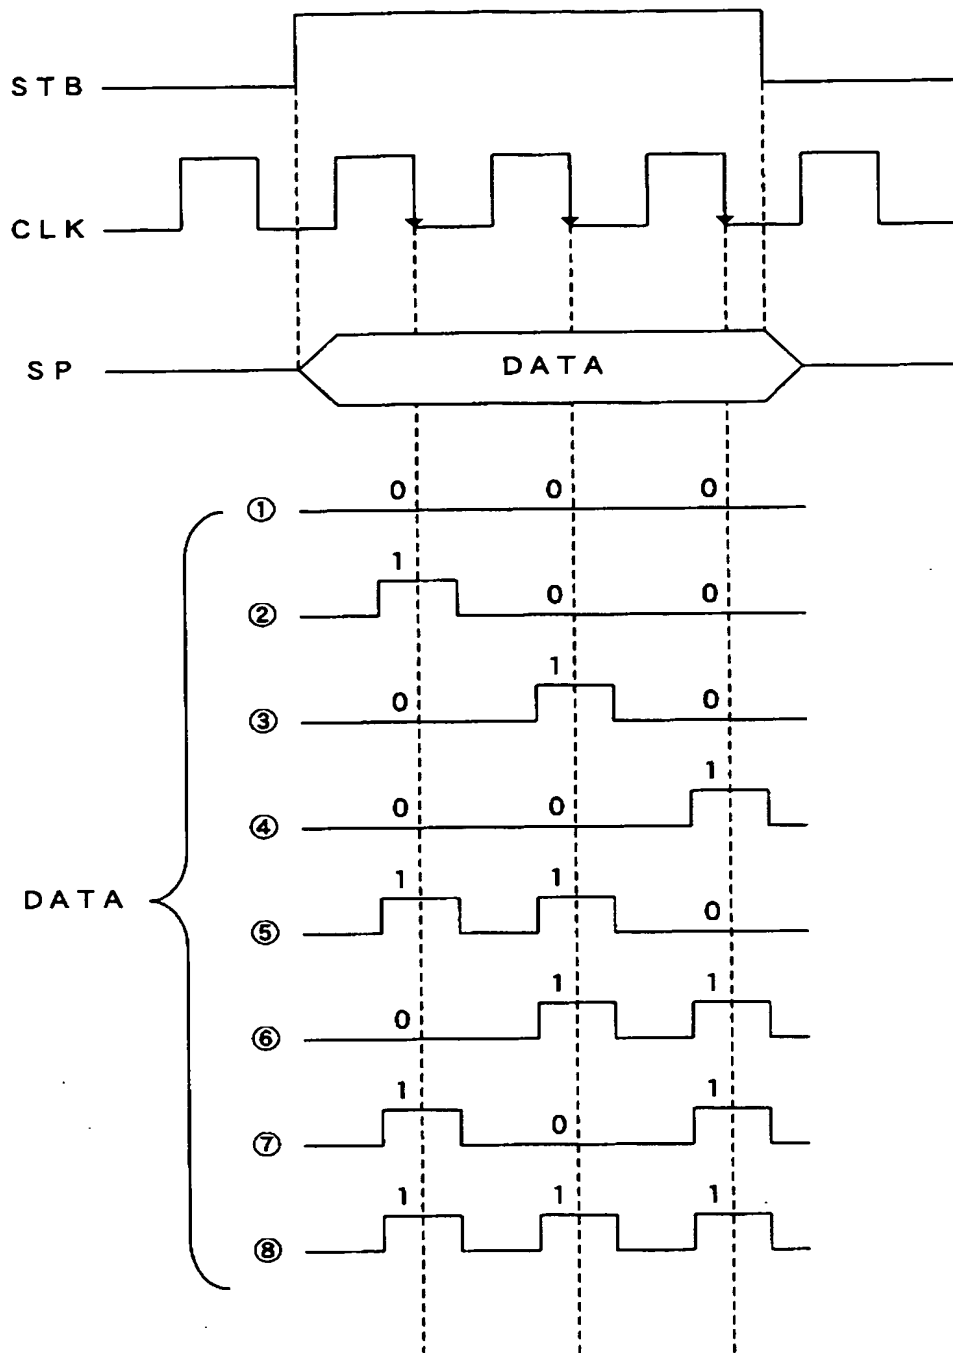 STB
CLK
SP
DATA
① 0 0 0
② 1 0 0
③ 0 1 0
④ 0 0 1
DATA
⑤ 1 1 0
⑥ 0 1 1
⑦ 1 0 1
⑧ 1 1 1